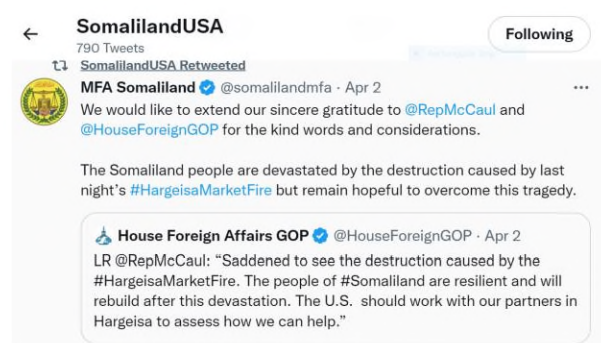 SomalilandUSA
790 Tweets
Following
SomalilandUSA Retweeted
MFA Somaliland @somalilandmfa · Apr 2
We would like to extend our sincere gratitude to @RepMcCaul and
@HouseForeignGOP for the kind words and considerations.
The Somaliland people are devastated by the destruction caused by last
night's #HargeisaMarketFire but remain hopeful to overcome this tragedy.
House Foreign Affairs GOP @HouseForeignGOP · Apr 2
LR @RepMcCaul: “Saddened to see the destruction caused by the
#HargeisaMarketFire. The people of #Somaliland are resilient and will
rebuild after this devastation. The U.S. should work with our partners in
Hargeisa to assess how we can help.”